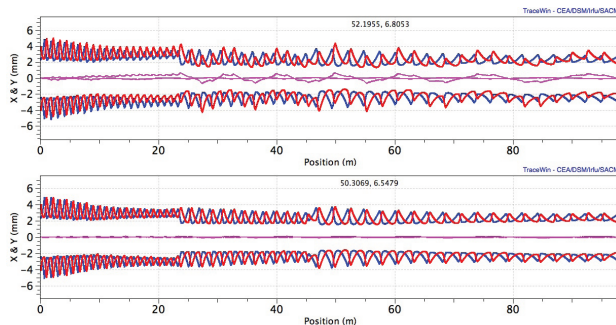 TraceWin - CEA/DSM/Irfu/SACM
52.1955, 6.8053
X & Y (mm)
6
4
2
0
−2
−4
−6
0 20 40 60 80
Position (m)
TraceWin - CEA/DSM/Irfu/SACM
50.3069, 6.5479
X & Y (mm)
6
4
2
0
−2
−4
−6
0 20 40 60 80
Position (m)